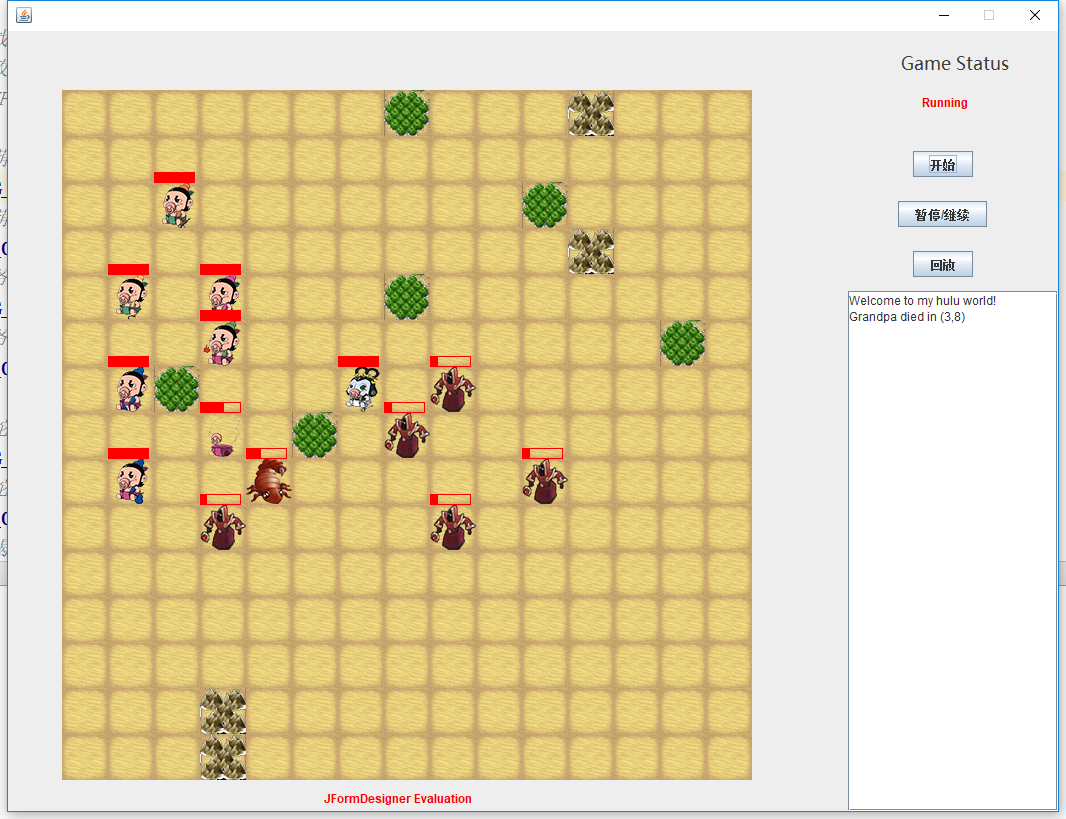 Game Status
Running
开始
暂停/继续
回放
Welcome to my hulu world!
Grandpa died in (3,8)
JFormDesigner Evaluation